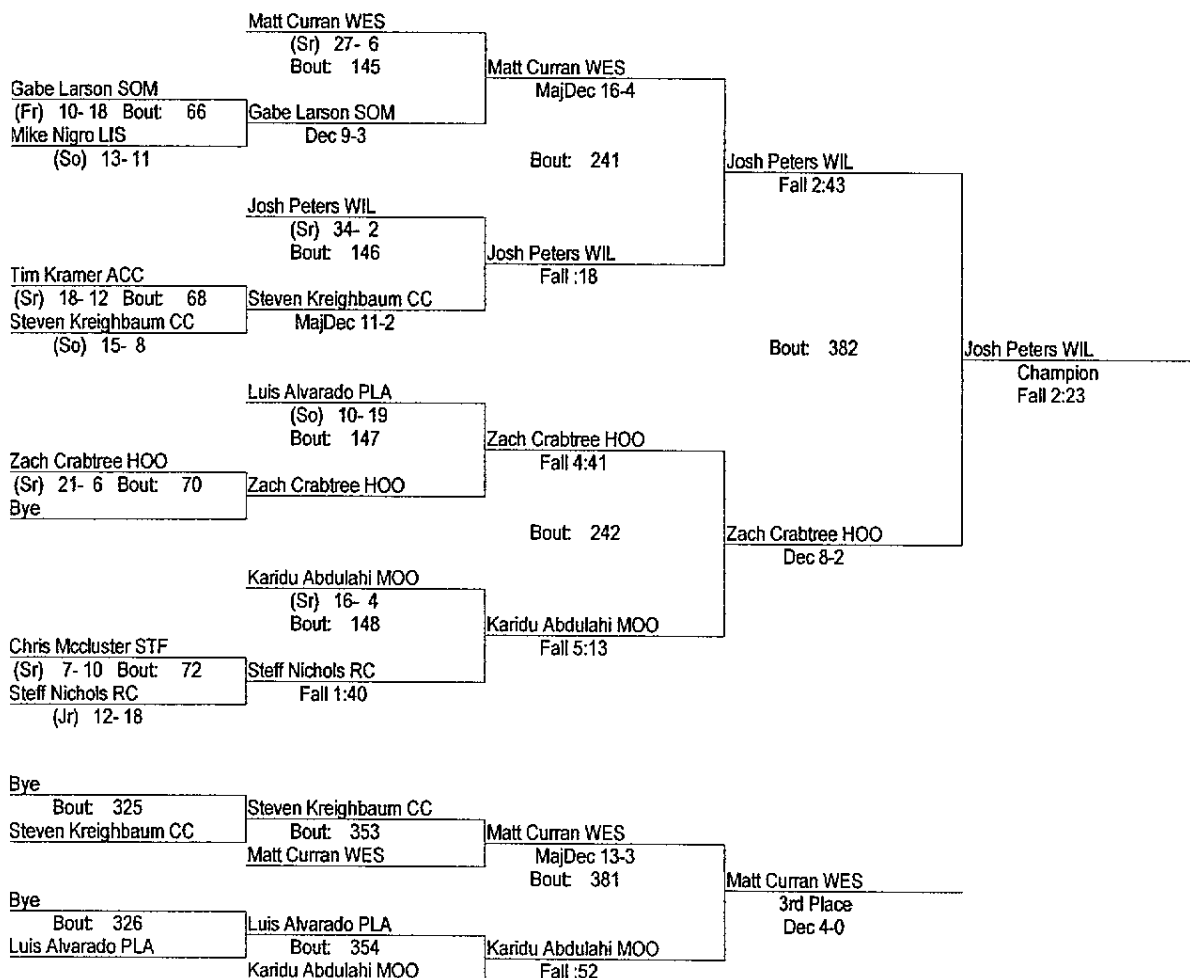 Matt Curran WES
(Sr) 27- 6
Bout: 145
Matt Curran WES
MajDec 16-4
Gabe Larson SOM
(Fr) 10- 18 Bout: 66
Mike Nigro LIS
(So) 13- 11
Gabe Larson SOM
Dec 9-3
Bout: 241
Josh Peters WIL
Fall 2:43
Josh Peters WIL
(Sr) 34- 2
Bout: 146
Josh Peters WIL
Fall :18
Tim Kramer ACC
(Sr) 18- 12 Bout: 68
Steven Kreighbaum CC
(So) 15- 8
Steven Kreighbaum CC
MajDec 11-2
Bout: 382
Josh Peters WIL
Champion
Fall 2:23
Luis Alvarado PLA
(So) 10- 19
Bout: 147
Zach Crabtree HOO
Fall 4:41
Zach Crabtree HOO
(Sr) 21- 6 Bout: 70
Bye
Zach Crabtree HOO
Bout: 242
Zach Crabtree HOO
Dec 8-2
Karidu Abdulahi MOO
(Sr) 16- 4
Bout: 148
Karidu Abdulahi MOO
Fall 5:13
Chris Mccluster STF
(Sr) 7- 10 Bout: 72
Steff Nichols RC
(Jr) 12- 18
Steff Nichols RC
Fall 1:40
Bye
Bout: 325
Steven Kreighbaum CC
Steven Kreighbaum CC
Bout: 353
Matt Curran WES
Matt Curran WES
MajDec 13-3
Bout: 381
Matt Curran WES
3rd Place
Dec 4-0
Bye
Bout: 326
Luis Alvarado PLA
Luis Alvarado PLA
Bout: 354
Karidu Abdulahi MOO
Karidu Abdulahi MOO
Fall :52